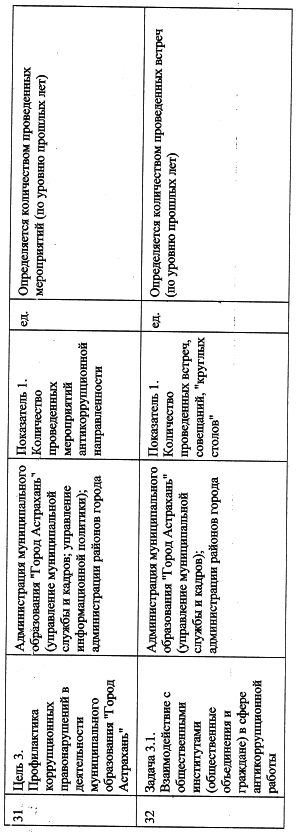 31
Цель 3.
Профилактика
коррупционных
правонарушений в
деятельности
муниципального
образования "Город
Астрахань"
Администрация муниципального
образования "Город Астрахань"
(управление муниципальной
службы и кадров; управление
информационной политики);
администрации районов города
Показатель 1.
Количество
проведенных
мероприятий
антикоррупционной
направленности
ед.
Определяется количеством проведенных
мероприятий (по уровню прошлых лет)
32
Задача 3.1.
Взаимодействие с
общественными
институтами
(общественные
объединения и
граждане) в сфере
антикоррупционной
работы
Администрация муниципального
образования "Город Астрахань"
(управление муниципальной
службы и кадров);
администрации районов города
Показатель 1.
Количество
проведенных встреч,
совещаний, "круглых
столов"
ед.
Определяется количеством проведенных встреч
(по уровню прошлых лет)